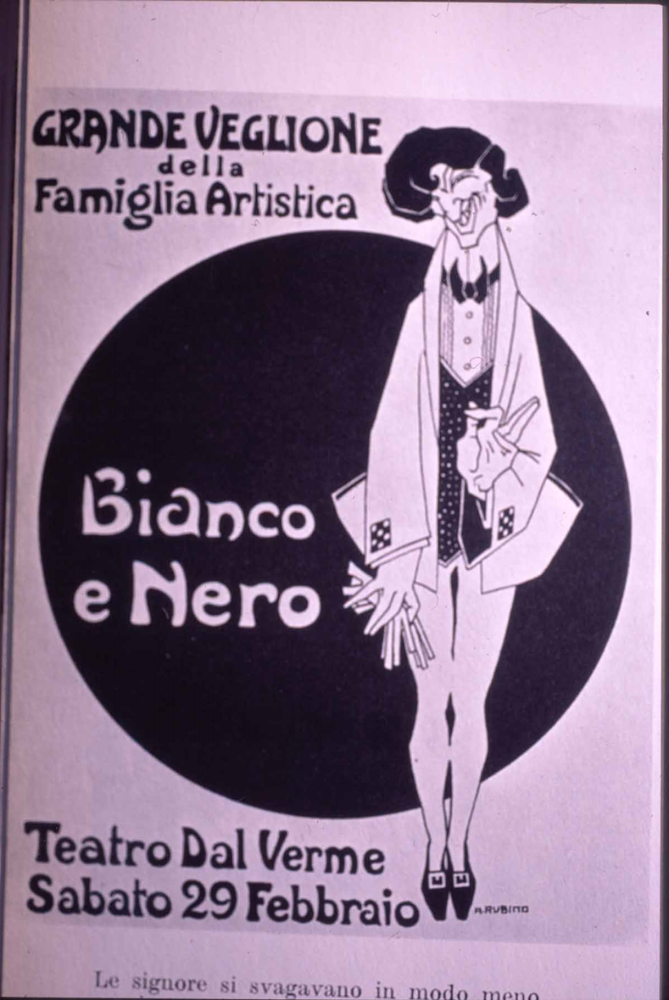 GRANDE VEGLIONE
della
Famiglia Artistica
Bianco
e Nero
Teatro Dal Verme
Sabato 29 Febbraio
A. RUBINO
Le signore si svagavano in modo meno